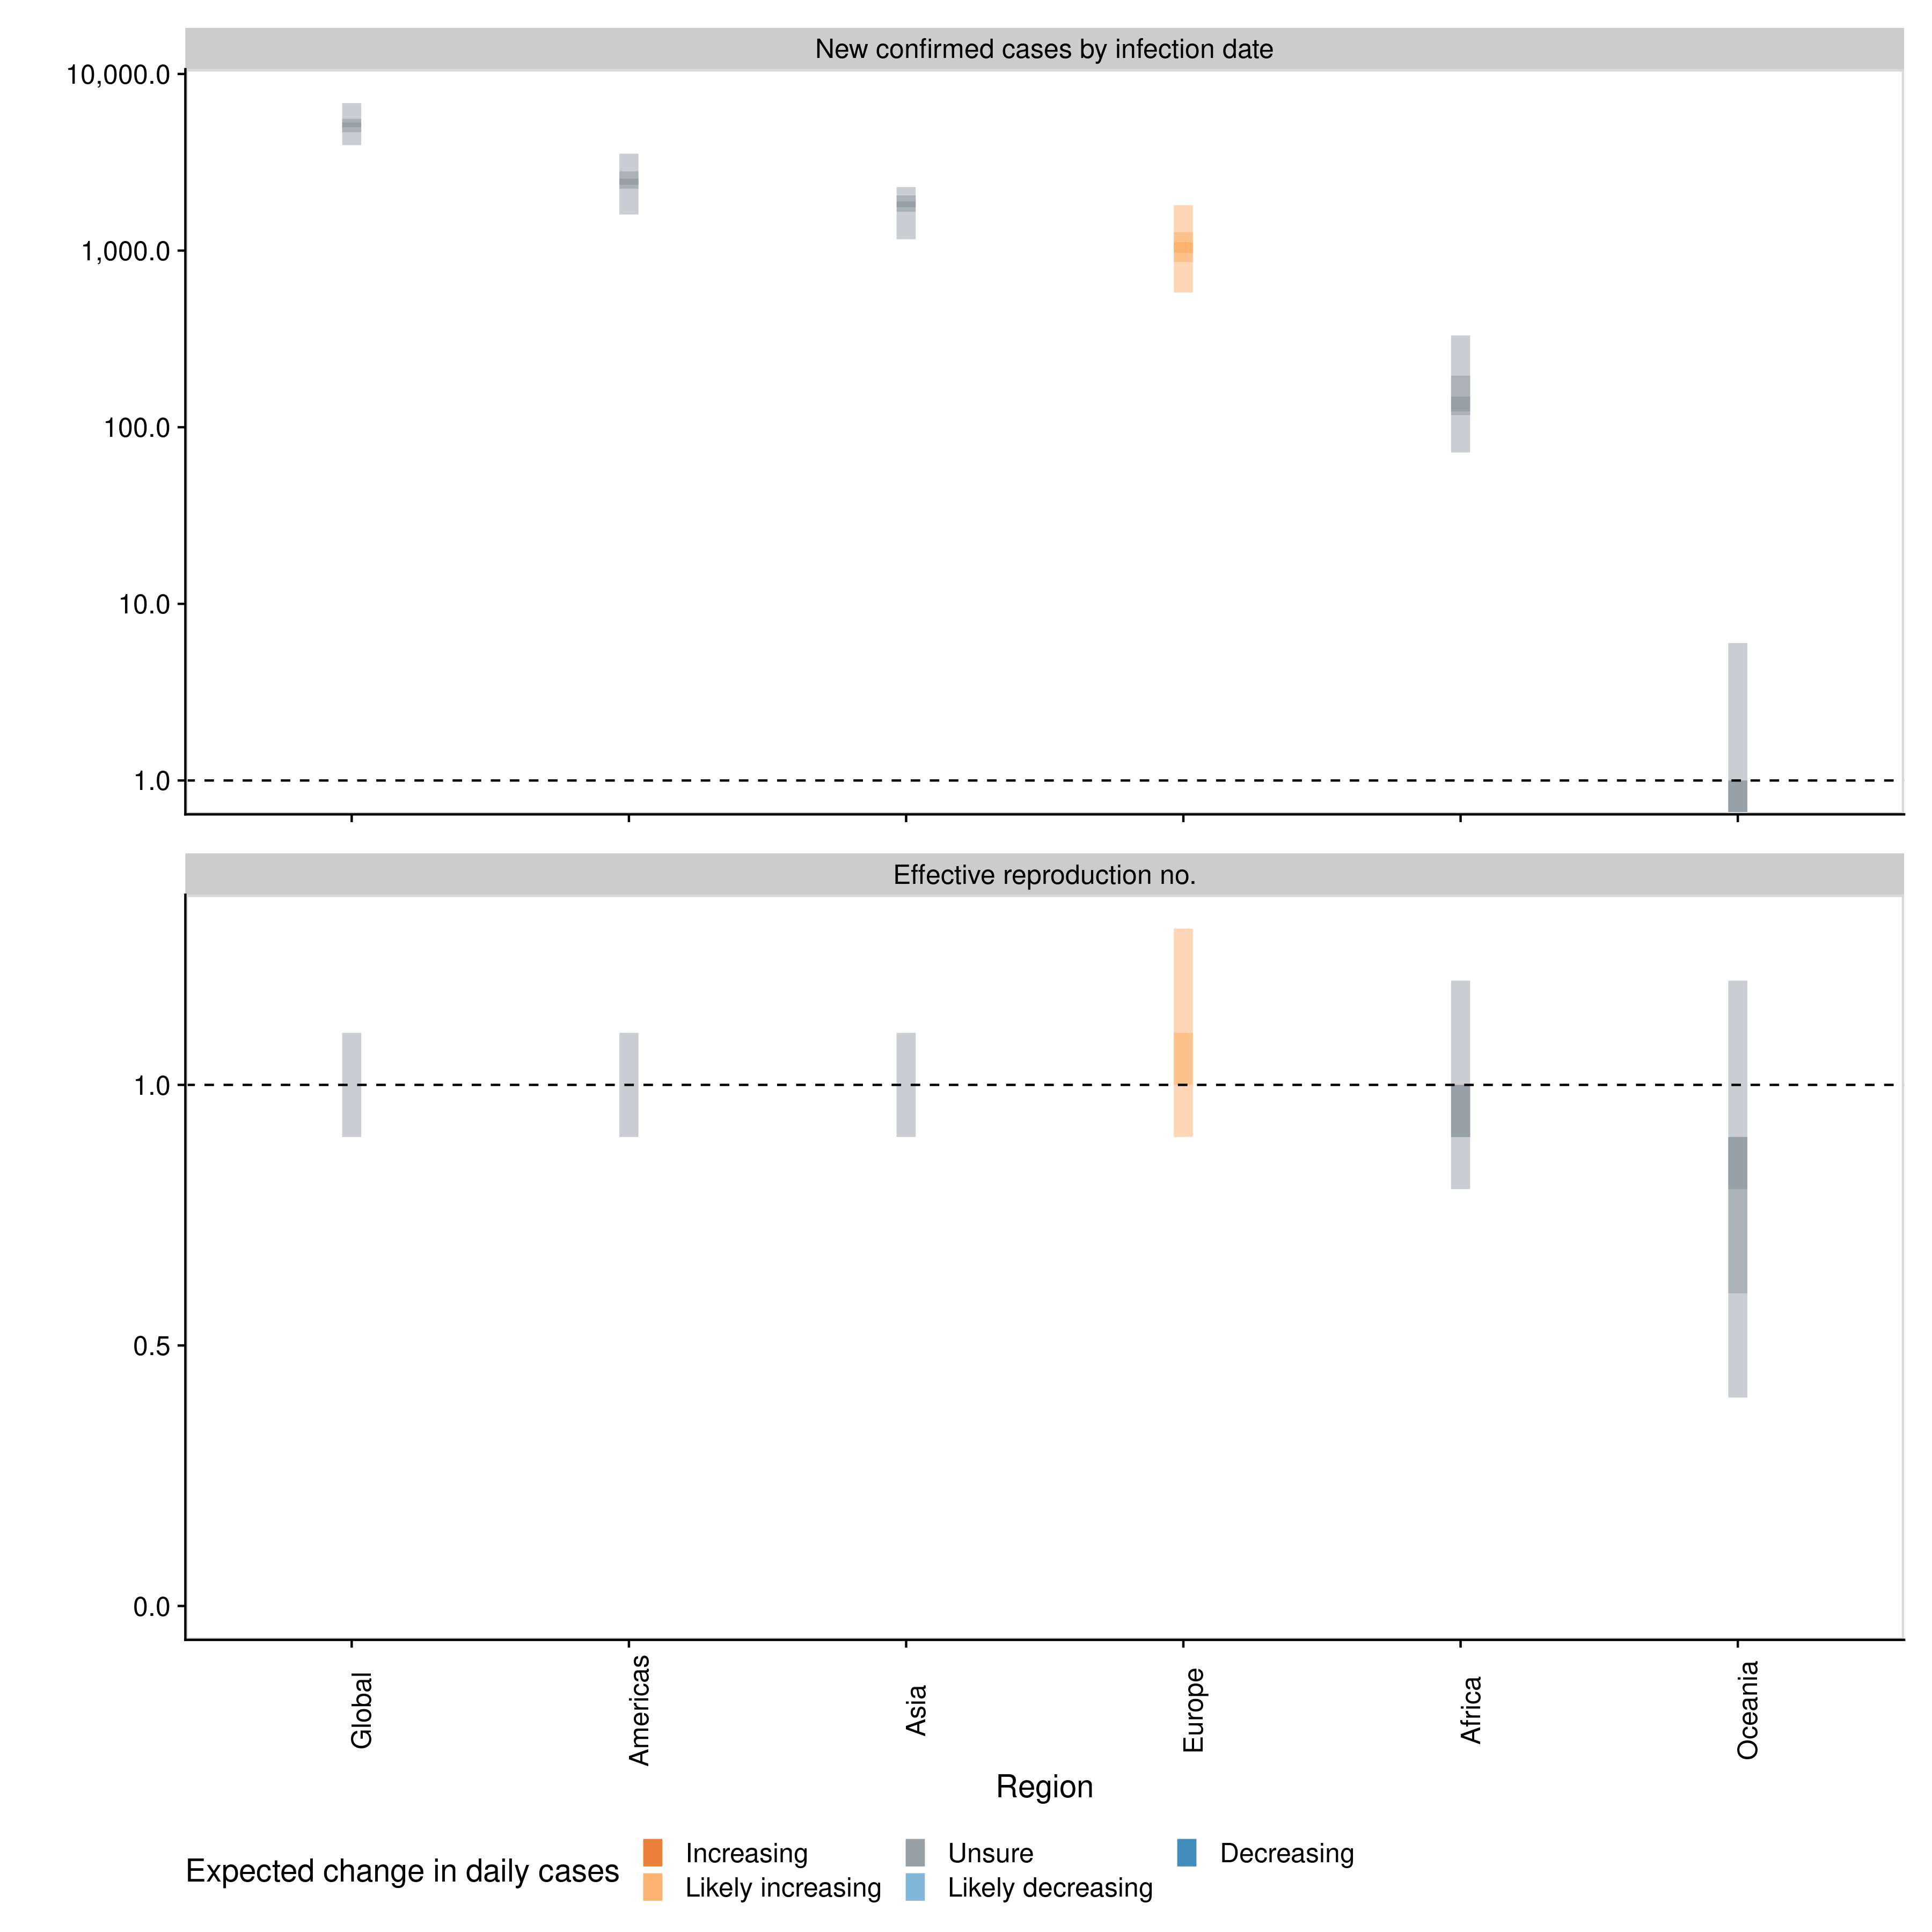 New confirmed cases by infection date
10,000.0
1,000.0
100.0
10.0
1.0
Effective reproduction no.
1.0
0.5
0.0
Global
Americas
Asia
Europe
Africa
Oceania
Region
Expected change in daily cases
Increasing
Likely increasing
Unsure
Likely decreasing
Decreasing